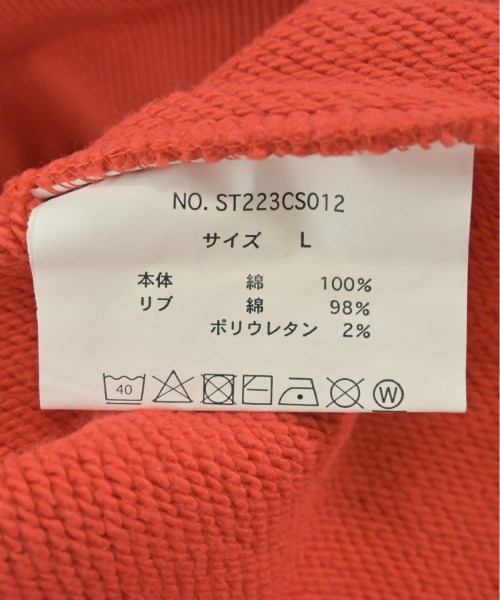 NO. ST223CS012
サイズ L
本体 綿 100%
リブ 綿 98%
ポリウレタン 2%
40 W